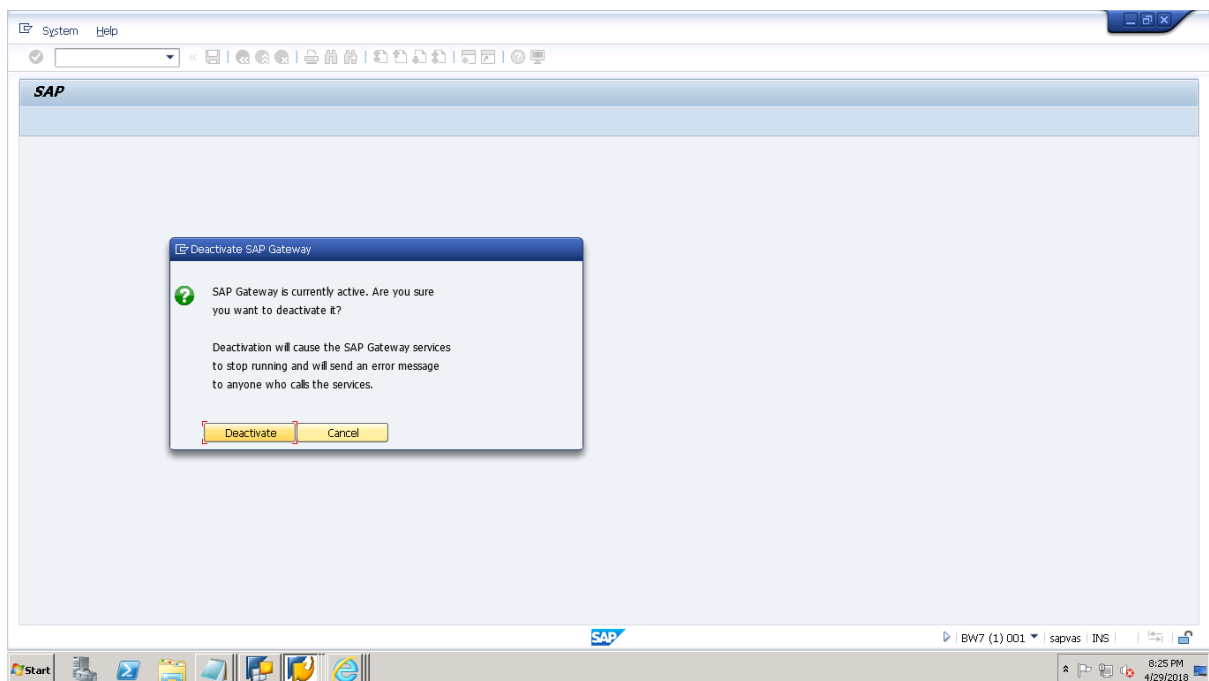 System Help
SAP
Deactivate SAP Gateway
SAP Gateway is currently active. Are you sure
you want to deactivate it?
Deactivation will cause the SAP Gateway services
to stop running and will send an error message
to anyone who calls the services.
Deactivate Cancel
SAP
BW7 (1) 001 sapvas INS
Start
8:25 PM
4/29/2018